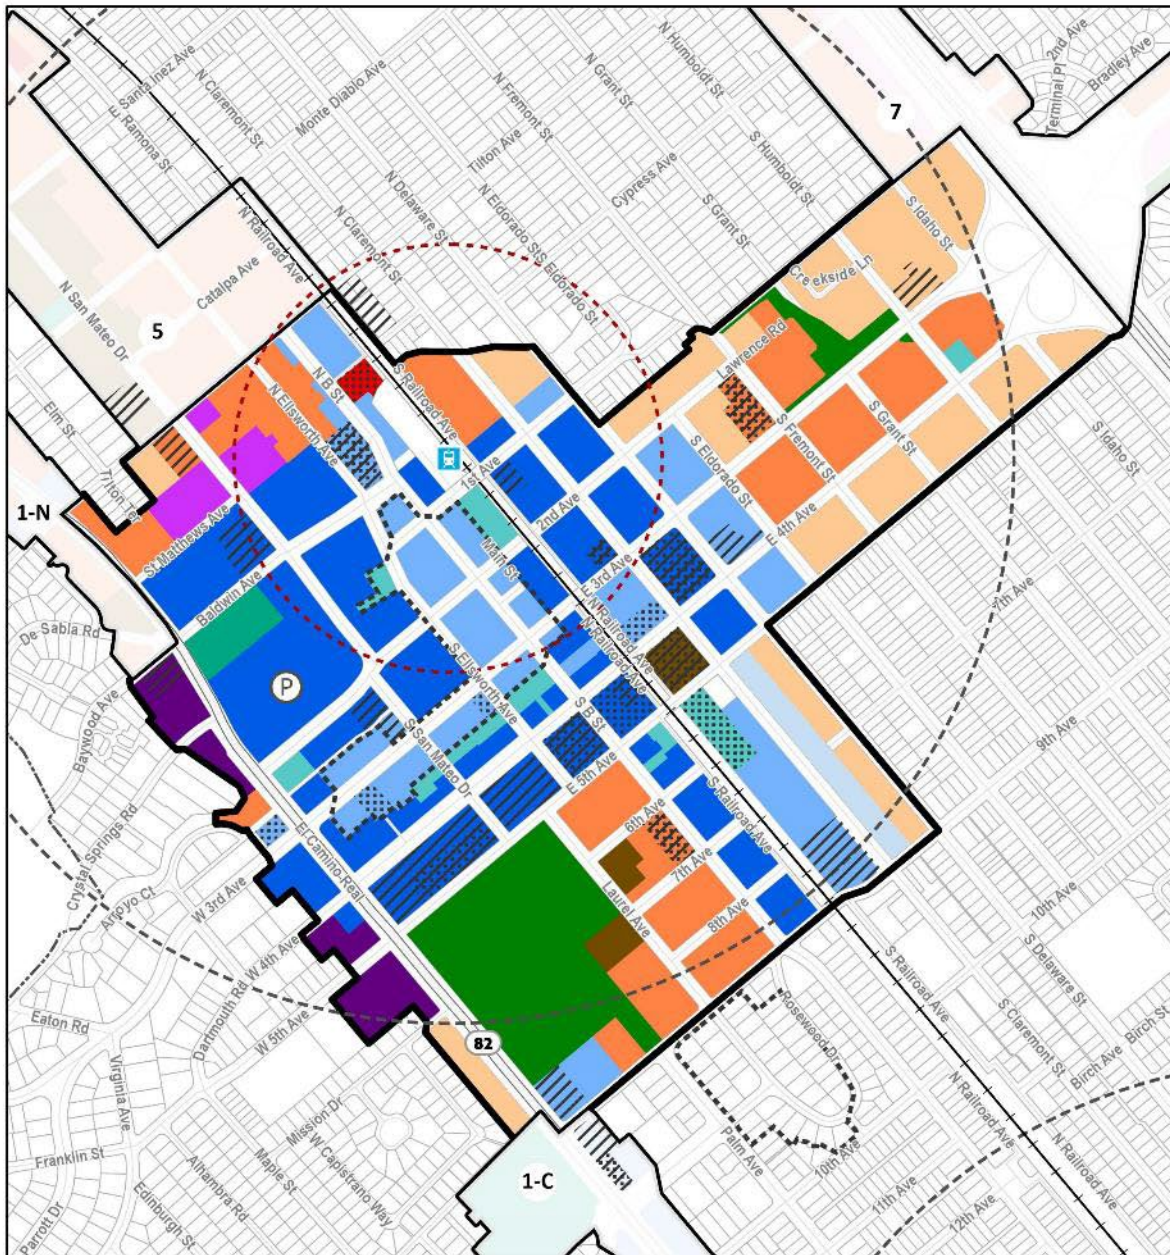 Santa Inez Ave
E. Ramona St
N Claremont St
Monte Diablo Ave
N Fremont St
N Grant St
N Humboldt St
Tilton Ave
Cypress Ave
S Humboldt St
S Grant St
7
2nd Ave
Terminal Pl
Bradley Ave
N Delaware St
N Eldorado St
S Eldorado St
N Claremont St
N Railroad Ave
Catalpa Ave
N San Mateo Dr
5
S Idaho St
Creekside Ln
Lawrence Rd
N B St
N Ellsworth Ave
S Railroad Ave
Elm St
Tilton Ter
1-N
St Matthews Ave
1st Ave
2nd Ave
Main St
S Eldorado St
S Fremont St
S Grant St
S Idaho St
E 4th Ave
E 3rd Ave
Baldwin Ave
De Sabla Rd
P
Baywood Ave
S Ellsworth Ave
N Railroad Ave
N Railroad Ave
7th Ave
S San Mateo Dr
S B St
E 5th Ave
9th Ave
Crystal Springs Rd
El Camino Real
6th Ave
7th Ave
8th Ave
S Railroad Ave
Laurel Ave
Arroyo Ct
W 3rd Ave
W 4th Ave
10th Ave
S Delaware St
Eaton Rd
Dartmouth Rd
W 5th Ave
82
Rosewood Dr
S Railroad Ave
S Claremont St
Birch Ave
Birch St
Virginia Ave
Mission Dr
W Capistrano Way
Maple St
Alhambra Rd
Edinburgh St
Franklin St
Parrott Dr
1-C
Palm Ave
10th Ave
11th Ave
12th Ave
N Railroad Ave
N Railroad Ave